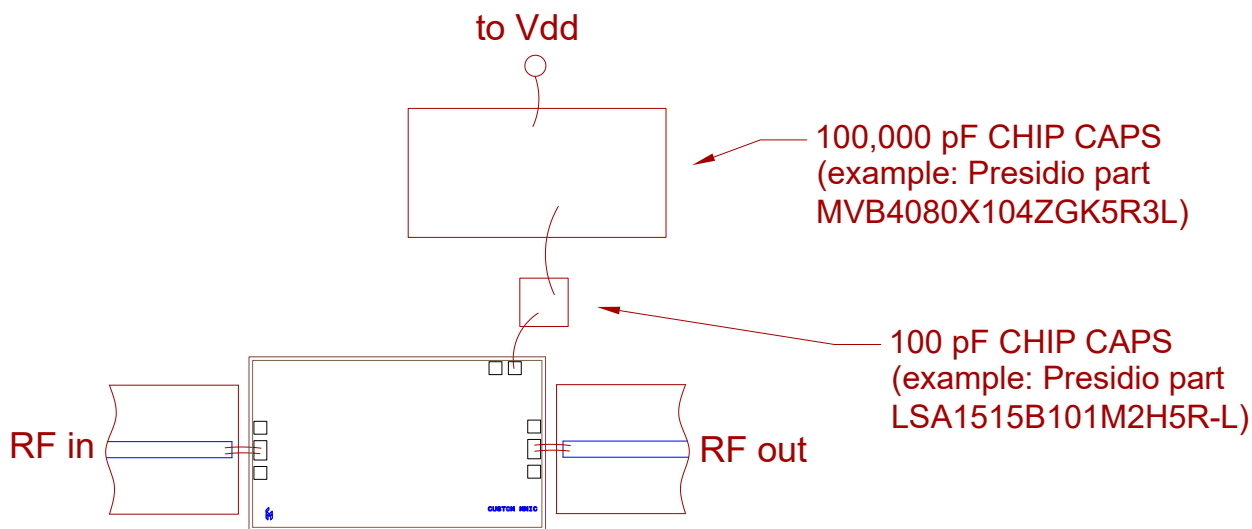 to Vdd
100,000 pF CHIP CAPS
(example: Presidio part
MVB4080X104ZGK5R3L)
100 pF CHIP CAPS
(example: Presidio part
LSA1515B101M2H5R-L)
RF in
RF out
CUSTOM MMIC